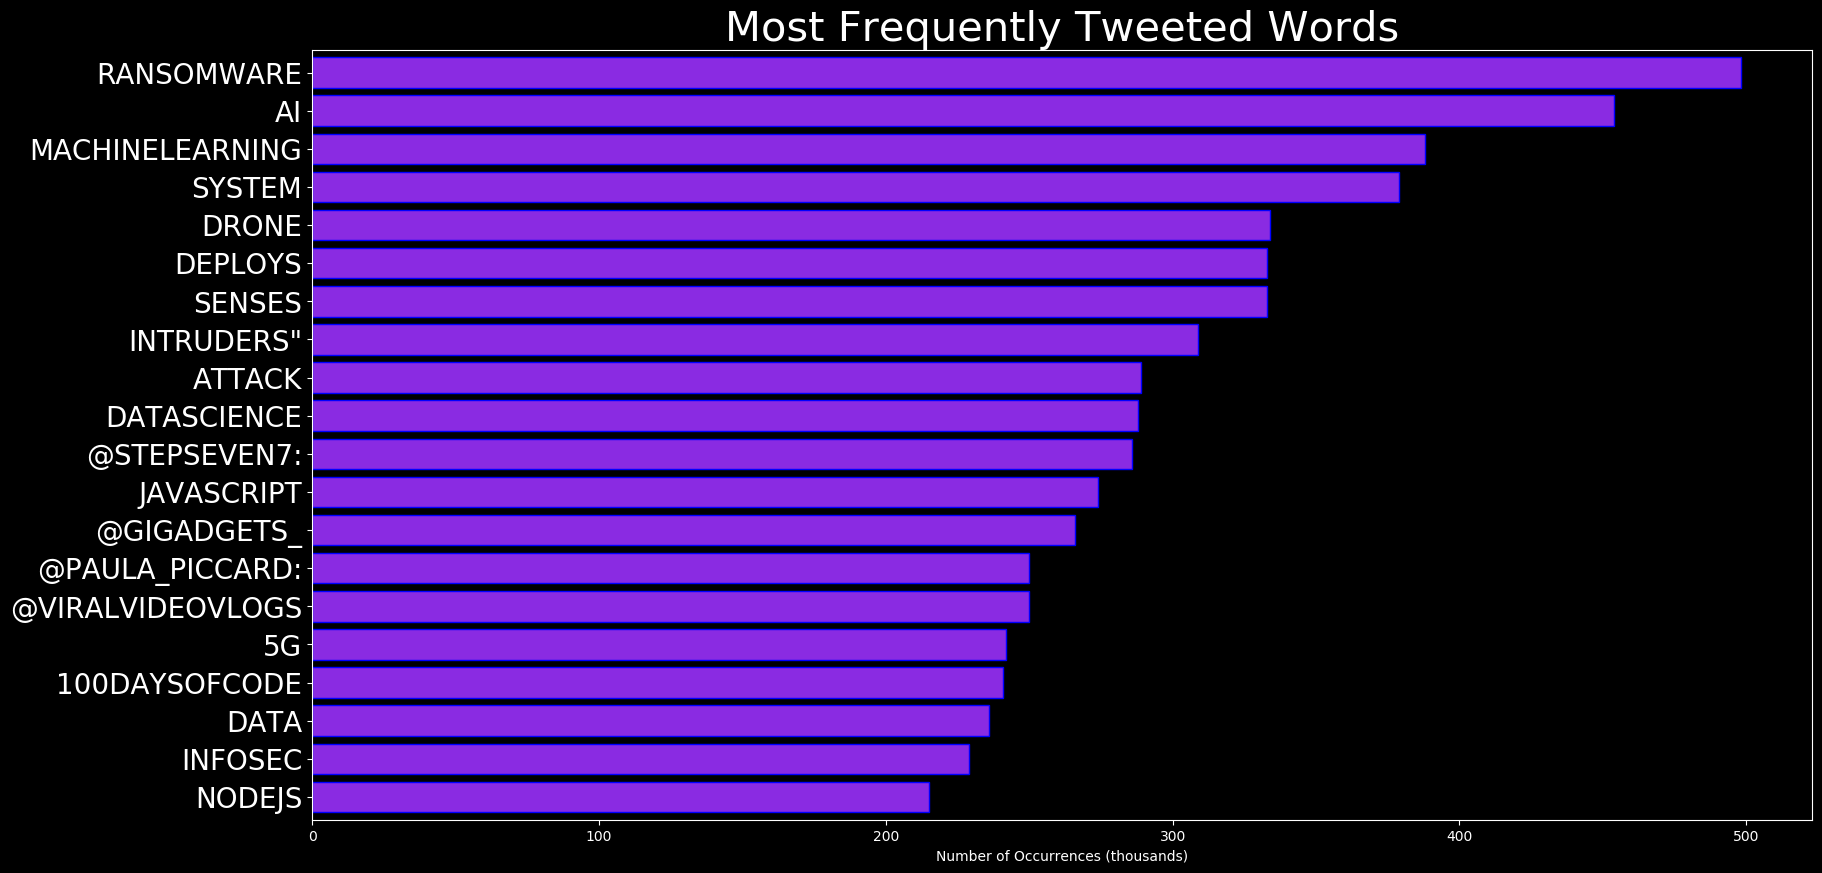 Most Frequently Tweeted Words
RANSOMWARE
AI
MACHINELEARNING
SYSTEM
DRONE
DEPLOYS
SENSES
INTRUDERS"
ATTACK
DATASCIENCE
@STEPSEVEN7:
JAVASCRIPT
@GIGADGETS_
@PAULA_PICCARD:
@VIRALVIDEOVLOGS
5G
100DAYSOFCODE
DATA
INFOSEC
NODEJS
0 100 200 300 400 500
Number of Occurrences (thousands)